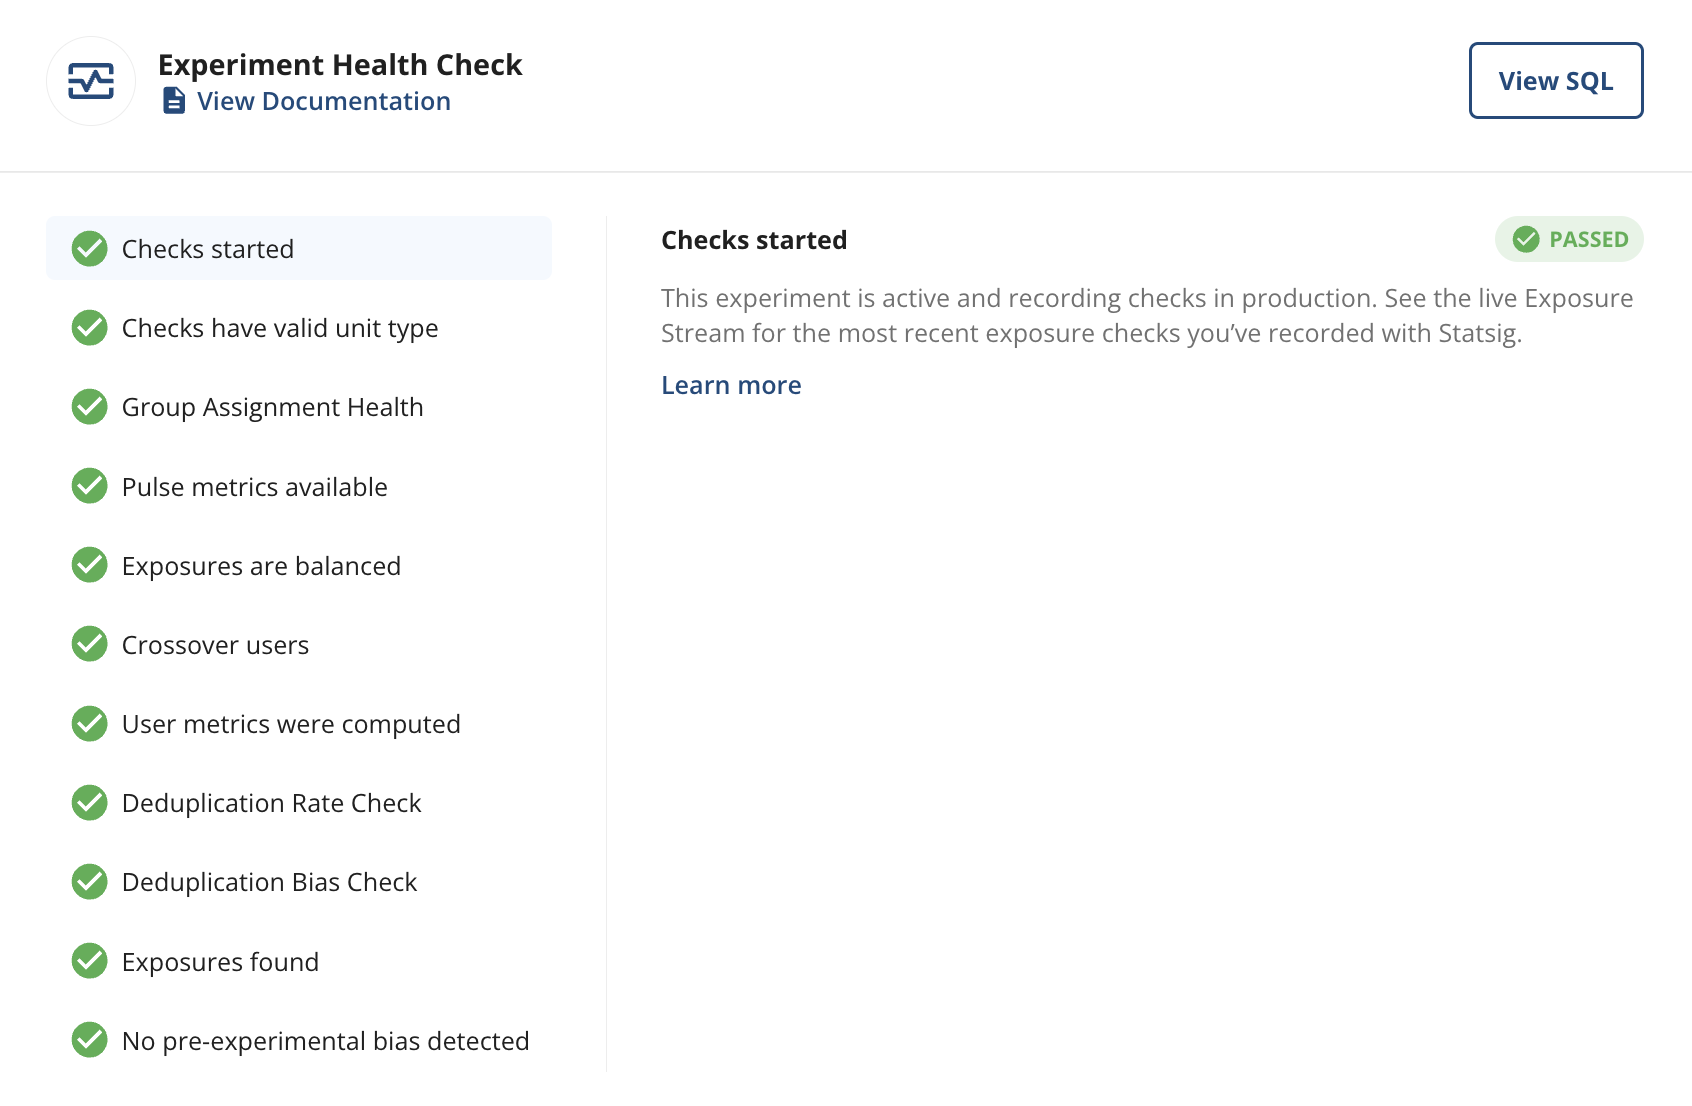 Experiment Health Check
View Documentation
View SQL
Checks started
Checks have valid unit type
Group Assignment Health
Pulse metrics available
Exposures are balanced
Crossover users
User metrics were computed
Deduplication Rate Check
Deduplication Bias Check
Exposures found
No pre-experimental bias detected
Checks started
PASSED
This experiment is active and recording checks in production. See the live Exposure
Stream for the most recent exposure checks you’ve recorded with Statsig.
Learn more